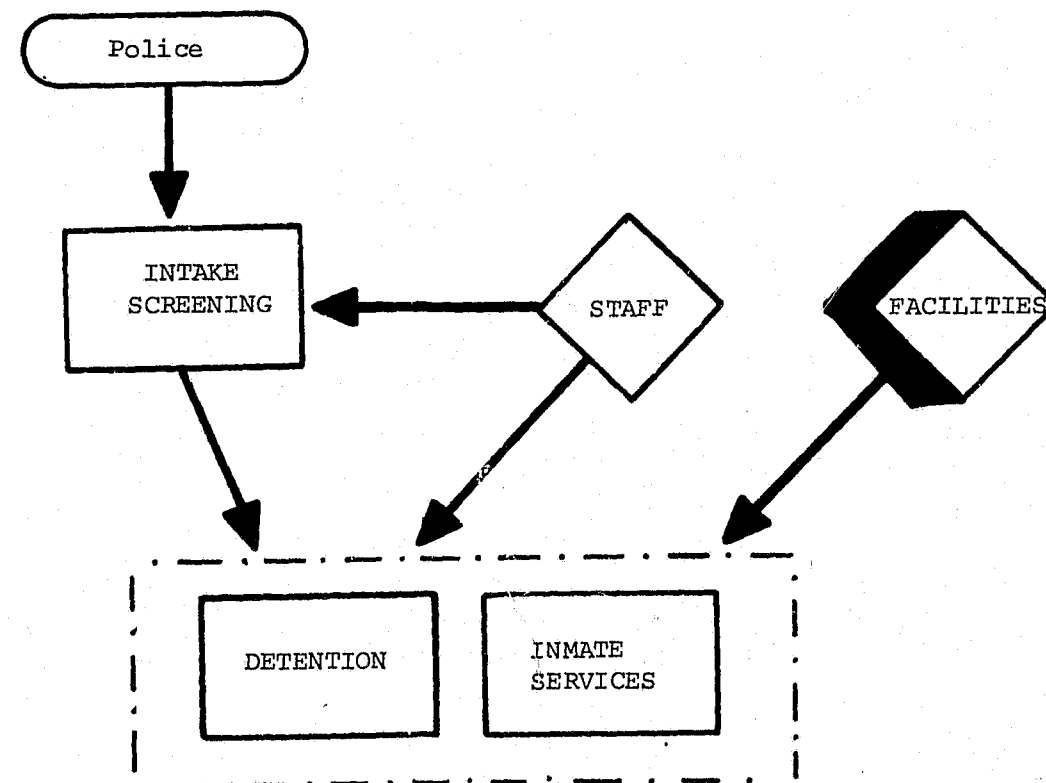 Police
INTAKE
SCREENING
STAFF
FACILITIES
DETENTION
INMATE
SERVICES